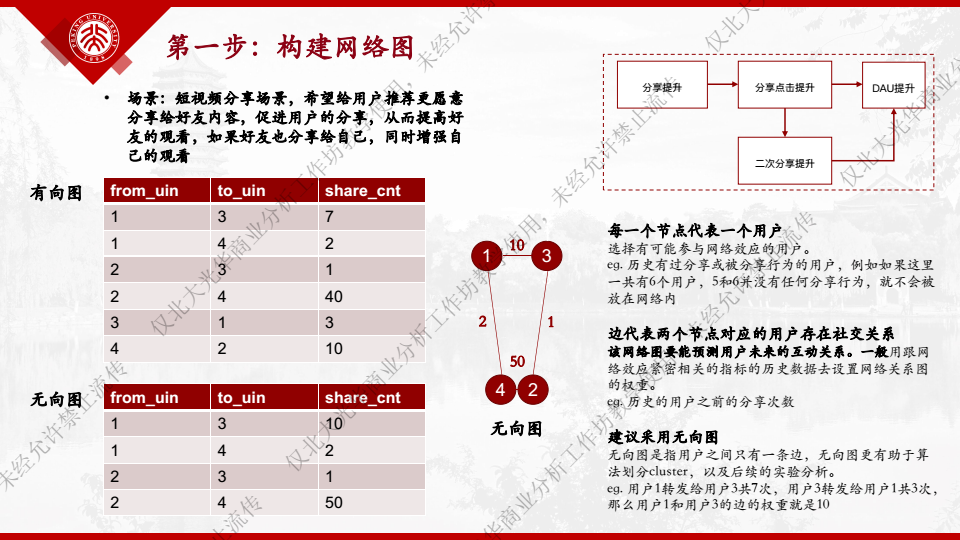 PEKING UNIVERSITY
1898
第一步：构建网络图
• 场景：短视频分享场景，希望给用户推荐更愿意
分享给好友内容，促进用户的分享，从而提高好
友的观看，如果好友也分享给自己，同时增强自
己的观看
分享提升
分享点击提升
DAU提升
二次分享提升
有向图
from_uin to_uin share_cnt
1 3 7
1 4 2
2 3 1
2 4 40
3 1 3
4 2 10
无向图
from_uin to_uin share_cnt
1 3 10
1 4 2
2 3 1
2 4 50
1 10 3
2 1
50
4 2
无向图
每一个节点代表一个用户
选择有可能参与网络效应的用户。
eg. 历史有过分享或被分享行为的用户，例如如果这里
一共有6个用户，5和6并没有任何分享行为，就不会被
放在网络内
边代表两个节点对应的用户存在社交关系
该网络图要能预测用户未来的互动关系。一般用跟网
络效应紧密相关的指标的历史数据去设置网络关系图
的权重。
eg. 历史的用户之前的分享次数
建议采用无向图
无向图是指用户之间只有一条边，无向图更有助于算
法划分cluster，以及后续的实验分析。
eg. 用户1转发给用户3共7次，用户3转发给用户1共3次，
那么用户1和用户3的边的权重就是10
仅北大光华商业分析工作坊教学使用，未经允许禁止流传